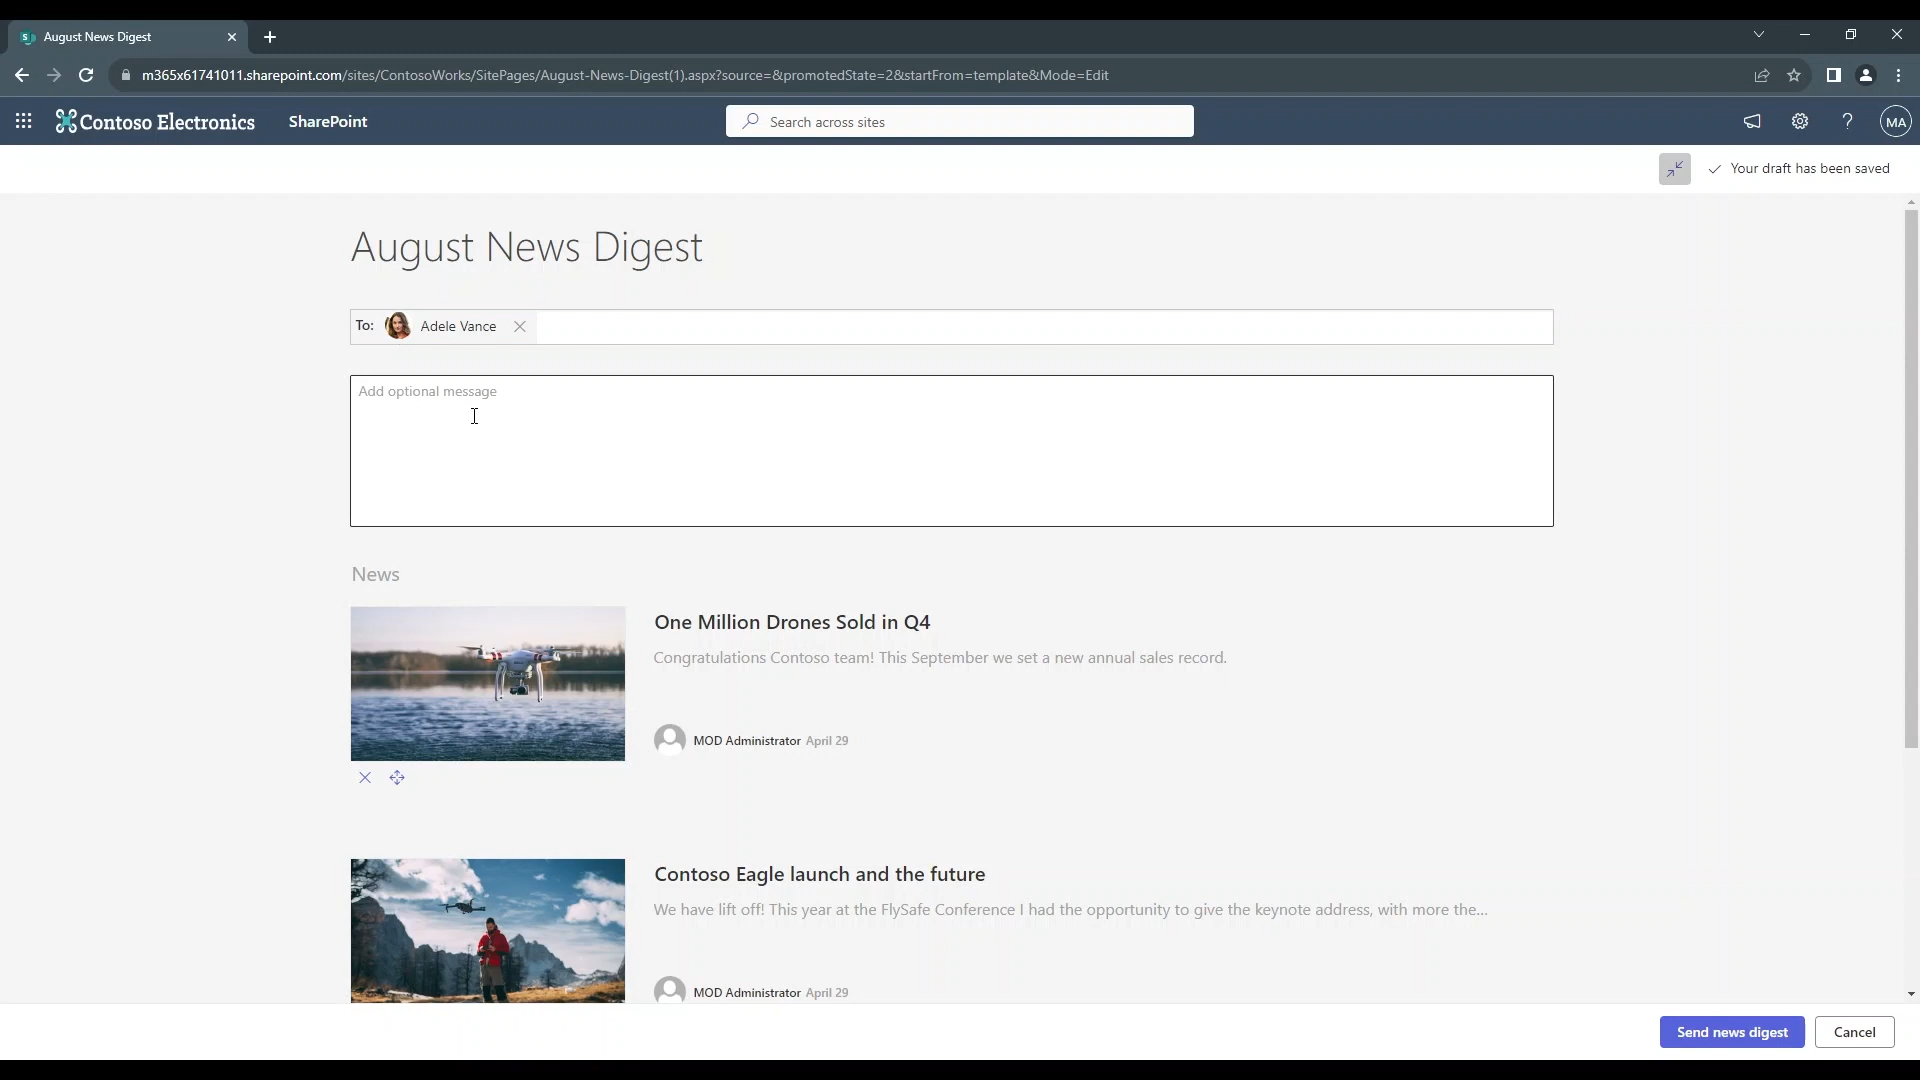 August News Digest
m365x61741011.sharepoint.com/sites/ContosoWorks/SitePages/August-News-Digest(1).aspx?source=&promotedState=2&startFrom=template&Mode=Edit
Contoso Electronics SharePoint Search across sites ? MA
Your draft has been saved
August News Digest
To: Adele Vance
Add optional message
News
One Million Drones Sold in Q4
Congratulations Contoso team! This September we set a new annual sales record.
MOD Administrator April 29
Contoso Eagle launch and the future
We have lift off! This year at the FlySafe Conference I had the opportunity to give the keynote address, with more the...
MOD Administrator April 29
Send news digest Cancel